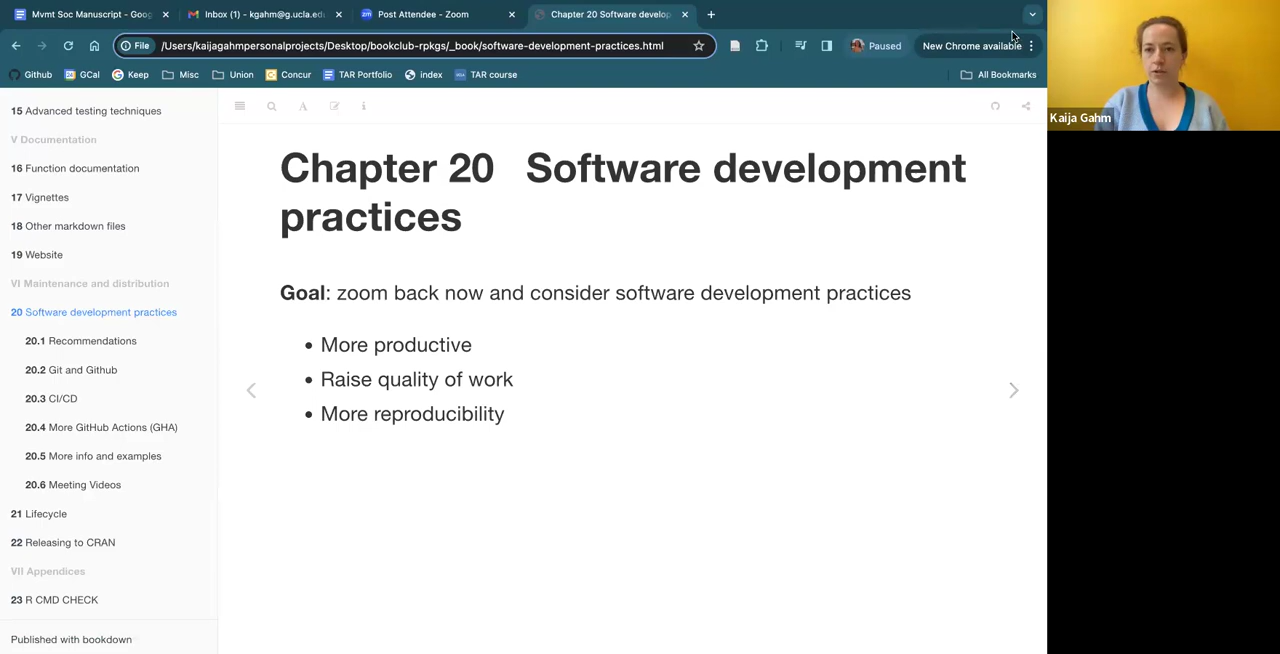 Mvmt Soc Manuscript - Goog
Inbox (1) - kgahm@g.ucla.edu
Post Attendee - Zoom
Chapter 20 Software develop
File
/Users/kaijagahmpersonalprojects/Desktop/bookclub-rpkgs/_book/software-development-practices.html
Paused
New Chrome available
Github
GCal
Keep
Misc
Union
Concur
TAR Portfolio
index
TAR course
All Bookmarks
Kaija Gahm
15 Advanced testing techniques
V Documentation
16 Function documentation
17 Vignettes
18 Other markdown files
19 Website
VI Maintenance and distribution
20 Software development practices
20.1 Recommendations
20.2 Git and Github
20.3 CI/CD
20.4 More GitHub Actions (GHA)
20.5 More info and examples
20.6 Meeting Videos
21 Lifecycle
22 Releasing to CRAN
VII Appendices
23 R CMD CHECK
Published with bookdown
Chapter 20 Software development
practices
Goal: zoom back now and consider software development practices
• More productive
• Raise quality of work
• More reproducibility